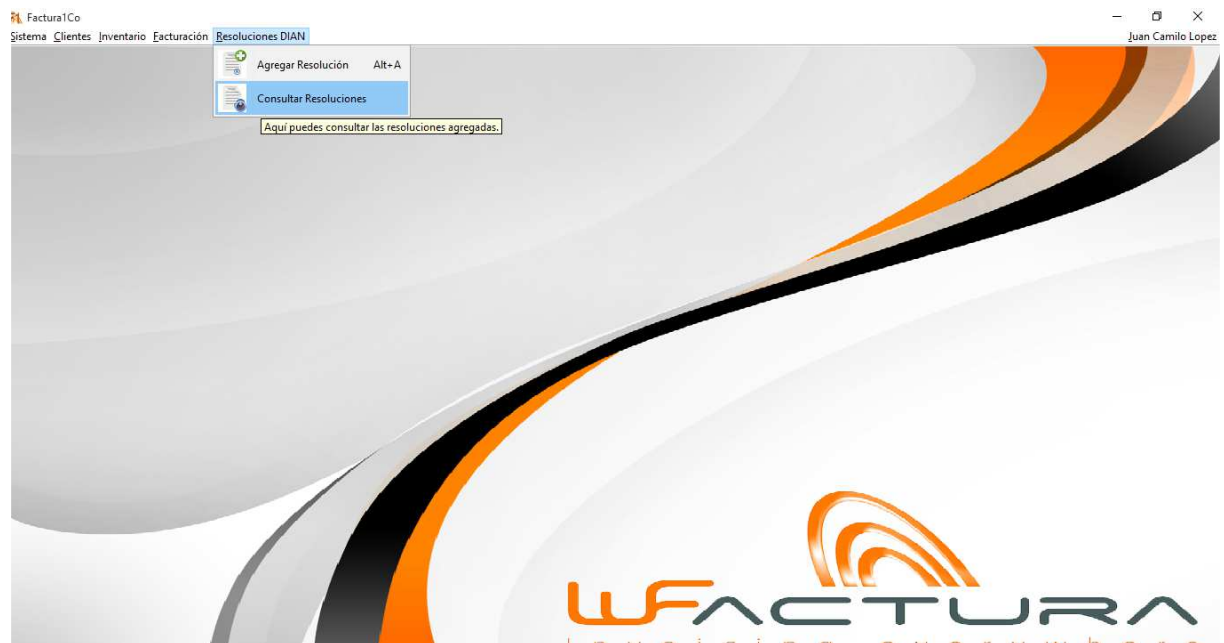 Factura1Co
Sistema Clientes Inventario Facturación Resoluciones DIAN Juan Camilo Lopez
Agregar Resolución Alt+A
Consultar Resoluciones
Aquí puedes consultar las resoluciones agregadas.
WFACTURA